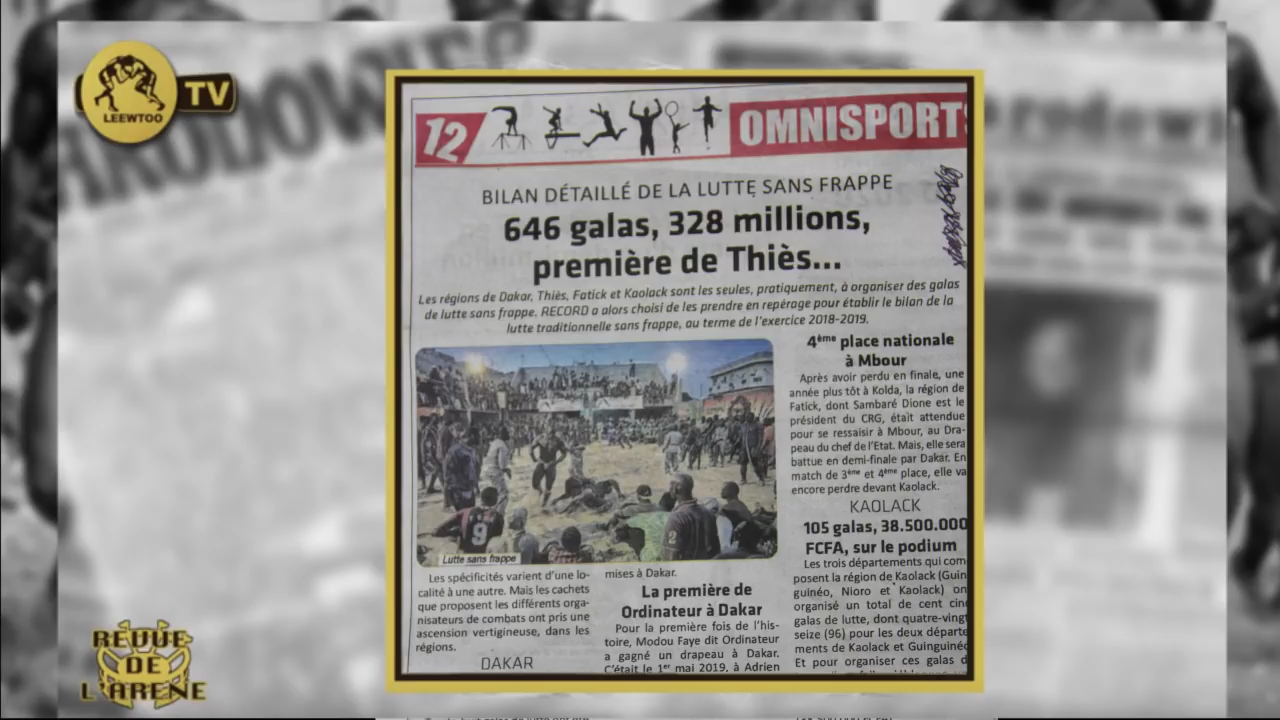 LEEWTOO
TV
12
OMNISPORTS
BILAN DÉTAILLÉ DE LA LUTTE SANS FRAPPE
646 galas, 328 millions,
première de Thiès...
Les régions de Dakar, Thiès, Fatick et Kaolack sont les seules, pratiquement, à organiser des galas
de lutte sans frappe. RECORD a alors choisi de les prendre en repérage pour établir le bilan de la
lutte traditionnelle sans frappe, au terme de l'exercice 2018-2019.
Lutte sans frappe
9
2
Les spécificités varient d'une lo-
calité à une autre. Mais les cachets
que proposent les différents orga-
nisateurs de combats ont pris une
ascension vertigineuse, dans les
régions.
DAKAR
mises à Dakar.
La première de
Ordinateur à Dakar
Pour la première fois de l'his-
toire, Modou Faye dit Ordinateur
a gagné un drapeau à Dakar.
C'était le 1er mai 2019, à Adrien
4ème place nationale
à Mbour
Après avoir perdu en finale, une
année plus tôt à Kolda, la région de
Fatick, dont Sambaré Dione est le
président du CRG, était attendue
pour se ressaisir à Mbour, au Dra-
peau du chef de l'Etat. Mais, elle sera
battue en demi-finale par Dakar. En
match de 3ème et 4ème place, elle va
encore perdre devant Kaolack.
KAOLACK
105 galas, 38.500.000
FCFA, sur le podium
Les trois départements qui com
posent la région de Kaolack (Guin
guinéo, Nioro et Kaolack) on
organisé un total de cent cinq
galas de lutte, dont quatre-vingt
seize (96) pour les deux départe
ments de Kaolack et Guinguinéo
Et pour organiser ces galas d
REVUE
DE
L'ARENE